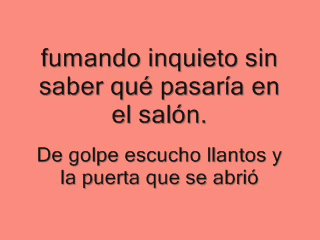 fumando inquieto sin
saber qué pasaría en
el salón.
De golpe escucho llantos y
la puerta que se abrió